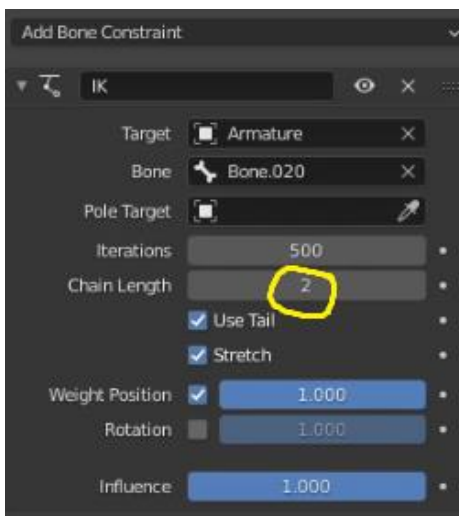 Add Bone Constraint
IK
Target Armature
Bone Bone.020
Pole Target
Iterations 500
Chain Length 2
Use Tail
Stretch
Weight Position 1.000
Rotation 1.000
Influence 1.000